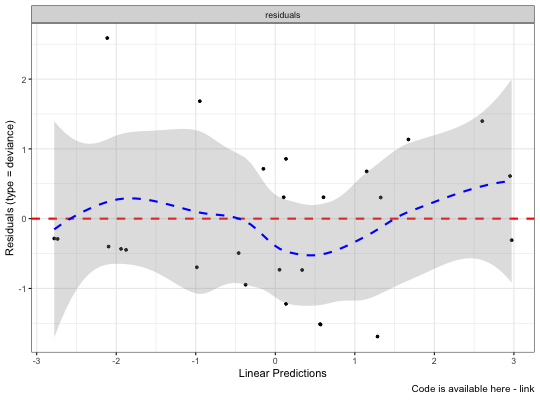 residuals
Residuals (type = deviance)
2
1
0
-1
-3 -2 -1 0 1 2 3
Linear Predictions
Code is available here - link